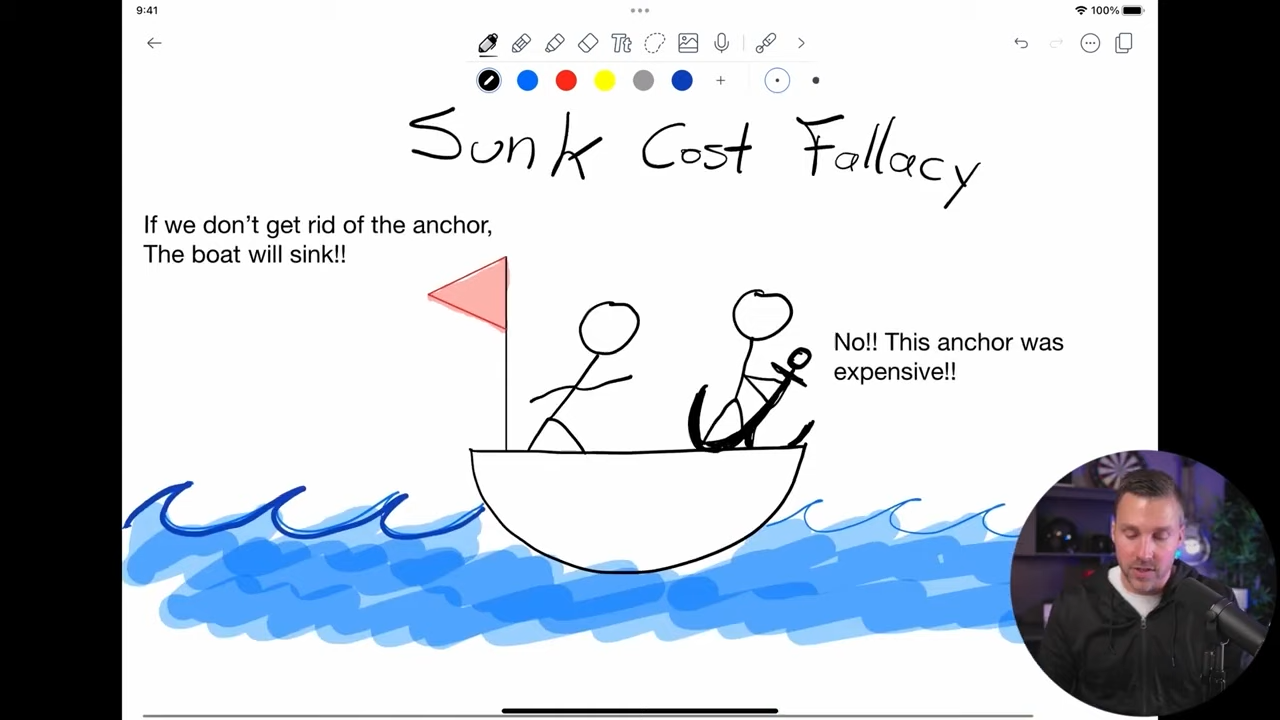 9:41
100%
Tt
Sunk Cost Fallacy
If we don't get rid of the anchor,
The boat will sink!!
No!! This anchor was
expensive!!